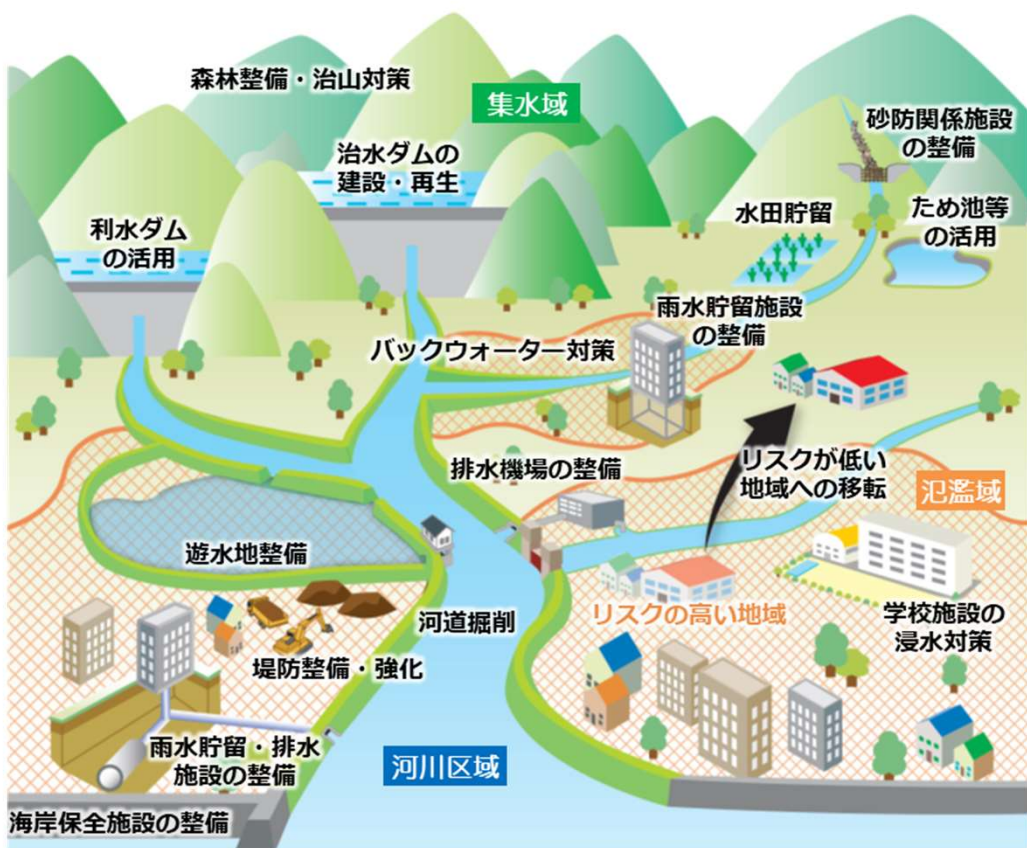 森林整備・治山対策
集水域
砂防関係施設
の整備
治水ダムの
建設・再生
水田貯留
ため池等
の活用
利水ダム
の活用
雨水貯留施設
の整備
バックウォーター対策
排水機場の整備
リスクが低い
地域への移転
氾濫域
遊水地整備
リスクの高い地域
学校施設の
浸水対策
河道掘削
堤防整備・強化
雨水貯留・排水
施設の整備
河川区域
海岸保全施設の整備